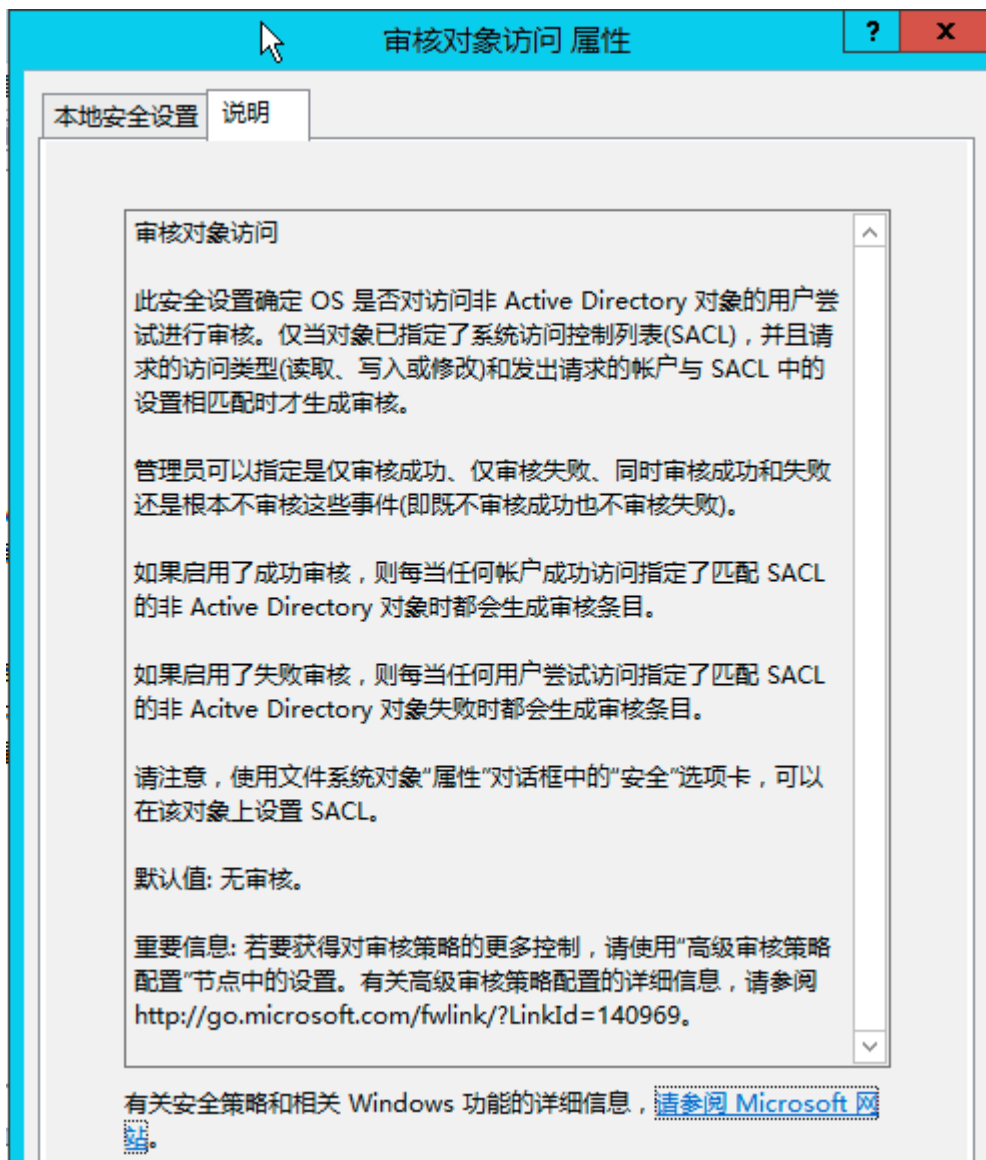 审核对象访问 属性
?
x
本地安全设置
说明
审核对象访问
此安全设置确定 OS 是否对访问非 Active Directory 对象的用户尝
试进行审核。仅当对象已指定了系统访问控制列表(SACL)，并且请
求的访问类型(读取、写入或修改)和发出请求的帐户与 SACL 中的
设置相匹配时才生成审核。
管理员可以指定是仅审核成功、仅审核失败、同时审核成功和失败
还是根本不审核这些事件(即既不审核成功也不审核失败)。
如果启用了成功审核，则每当任何帐户成功访问指定了匹配 SACL
的非 Active Directory 对象时都会生成审核条目。
如果启用了失败审核，则每当任何用户尝试访问指定了匹配 SACL
的非 Acitve Directory 对象失败时都会生成审核条目。
请注意，使用文件系统对象“属性”对话框中的“安全”选项卡，可以
在该对象上设置 SACL。
默认值: 无审核。
重要信息: 若要获得对审核策略的更多控制，请使用“高级审核策略
配置”节点中的设置。有关高级审核策略配置的详细信息，请参阅
http://go.microsoft.com/fwlink/?LinkId=140969。
有关安全策略和相关 Windows 功能的详细信息，请参阅 Microsoft 网
站。